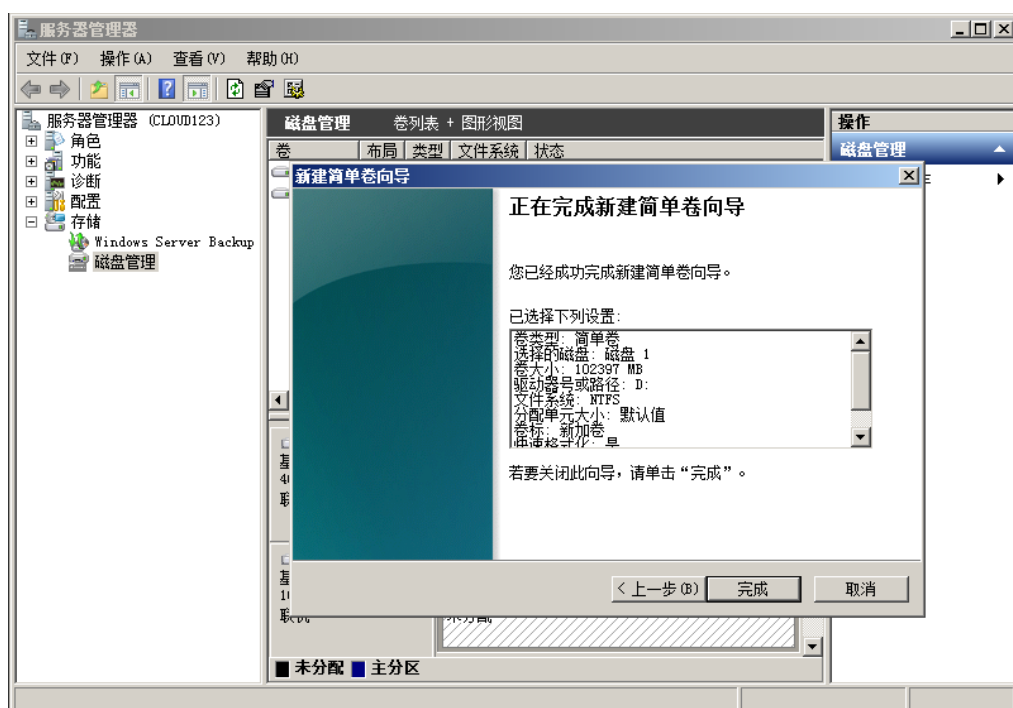 服务器管理器
文件(F) 操作(A) 查看(V) 帮助(H)
服务器管理器 (CLOUD123)
角色
功能
诊断
配置
存储
Windows Server Backup
磁盘管理
磁盘管理 卷列表 + 图形视图
卷 布局 类型 文件系统 状态
操作
磁盘管理
新建简单卷向导
正在完成新建简单卷向导
您已经成功完成新建简单卷向导。
已选择下列设置:
卷类型: 简单卷
选择的磁盘: 磁盘 1
卷大小: 102397 MB
驱动器号或路径: D:
文件系统: NTFS
分配单元大小: 默认值
卷标: 新加卷
快速格式化: 是
若要关闭此向导，请单击“完成”。
<上一步(B) 完成 取消
未分配
未分配 主分区